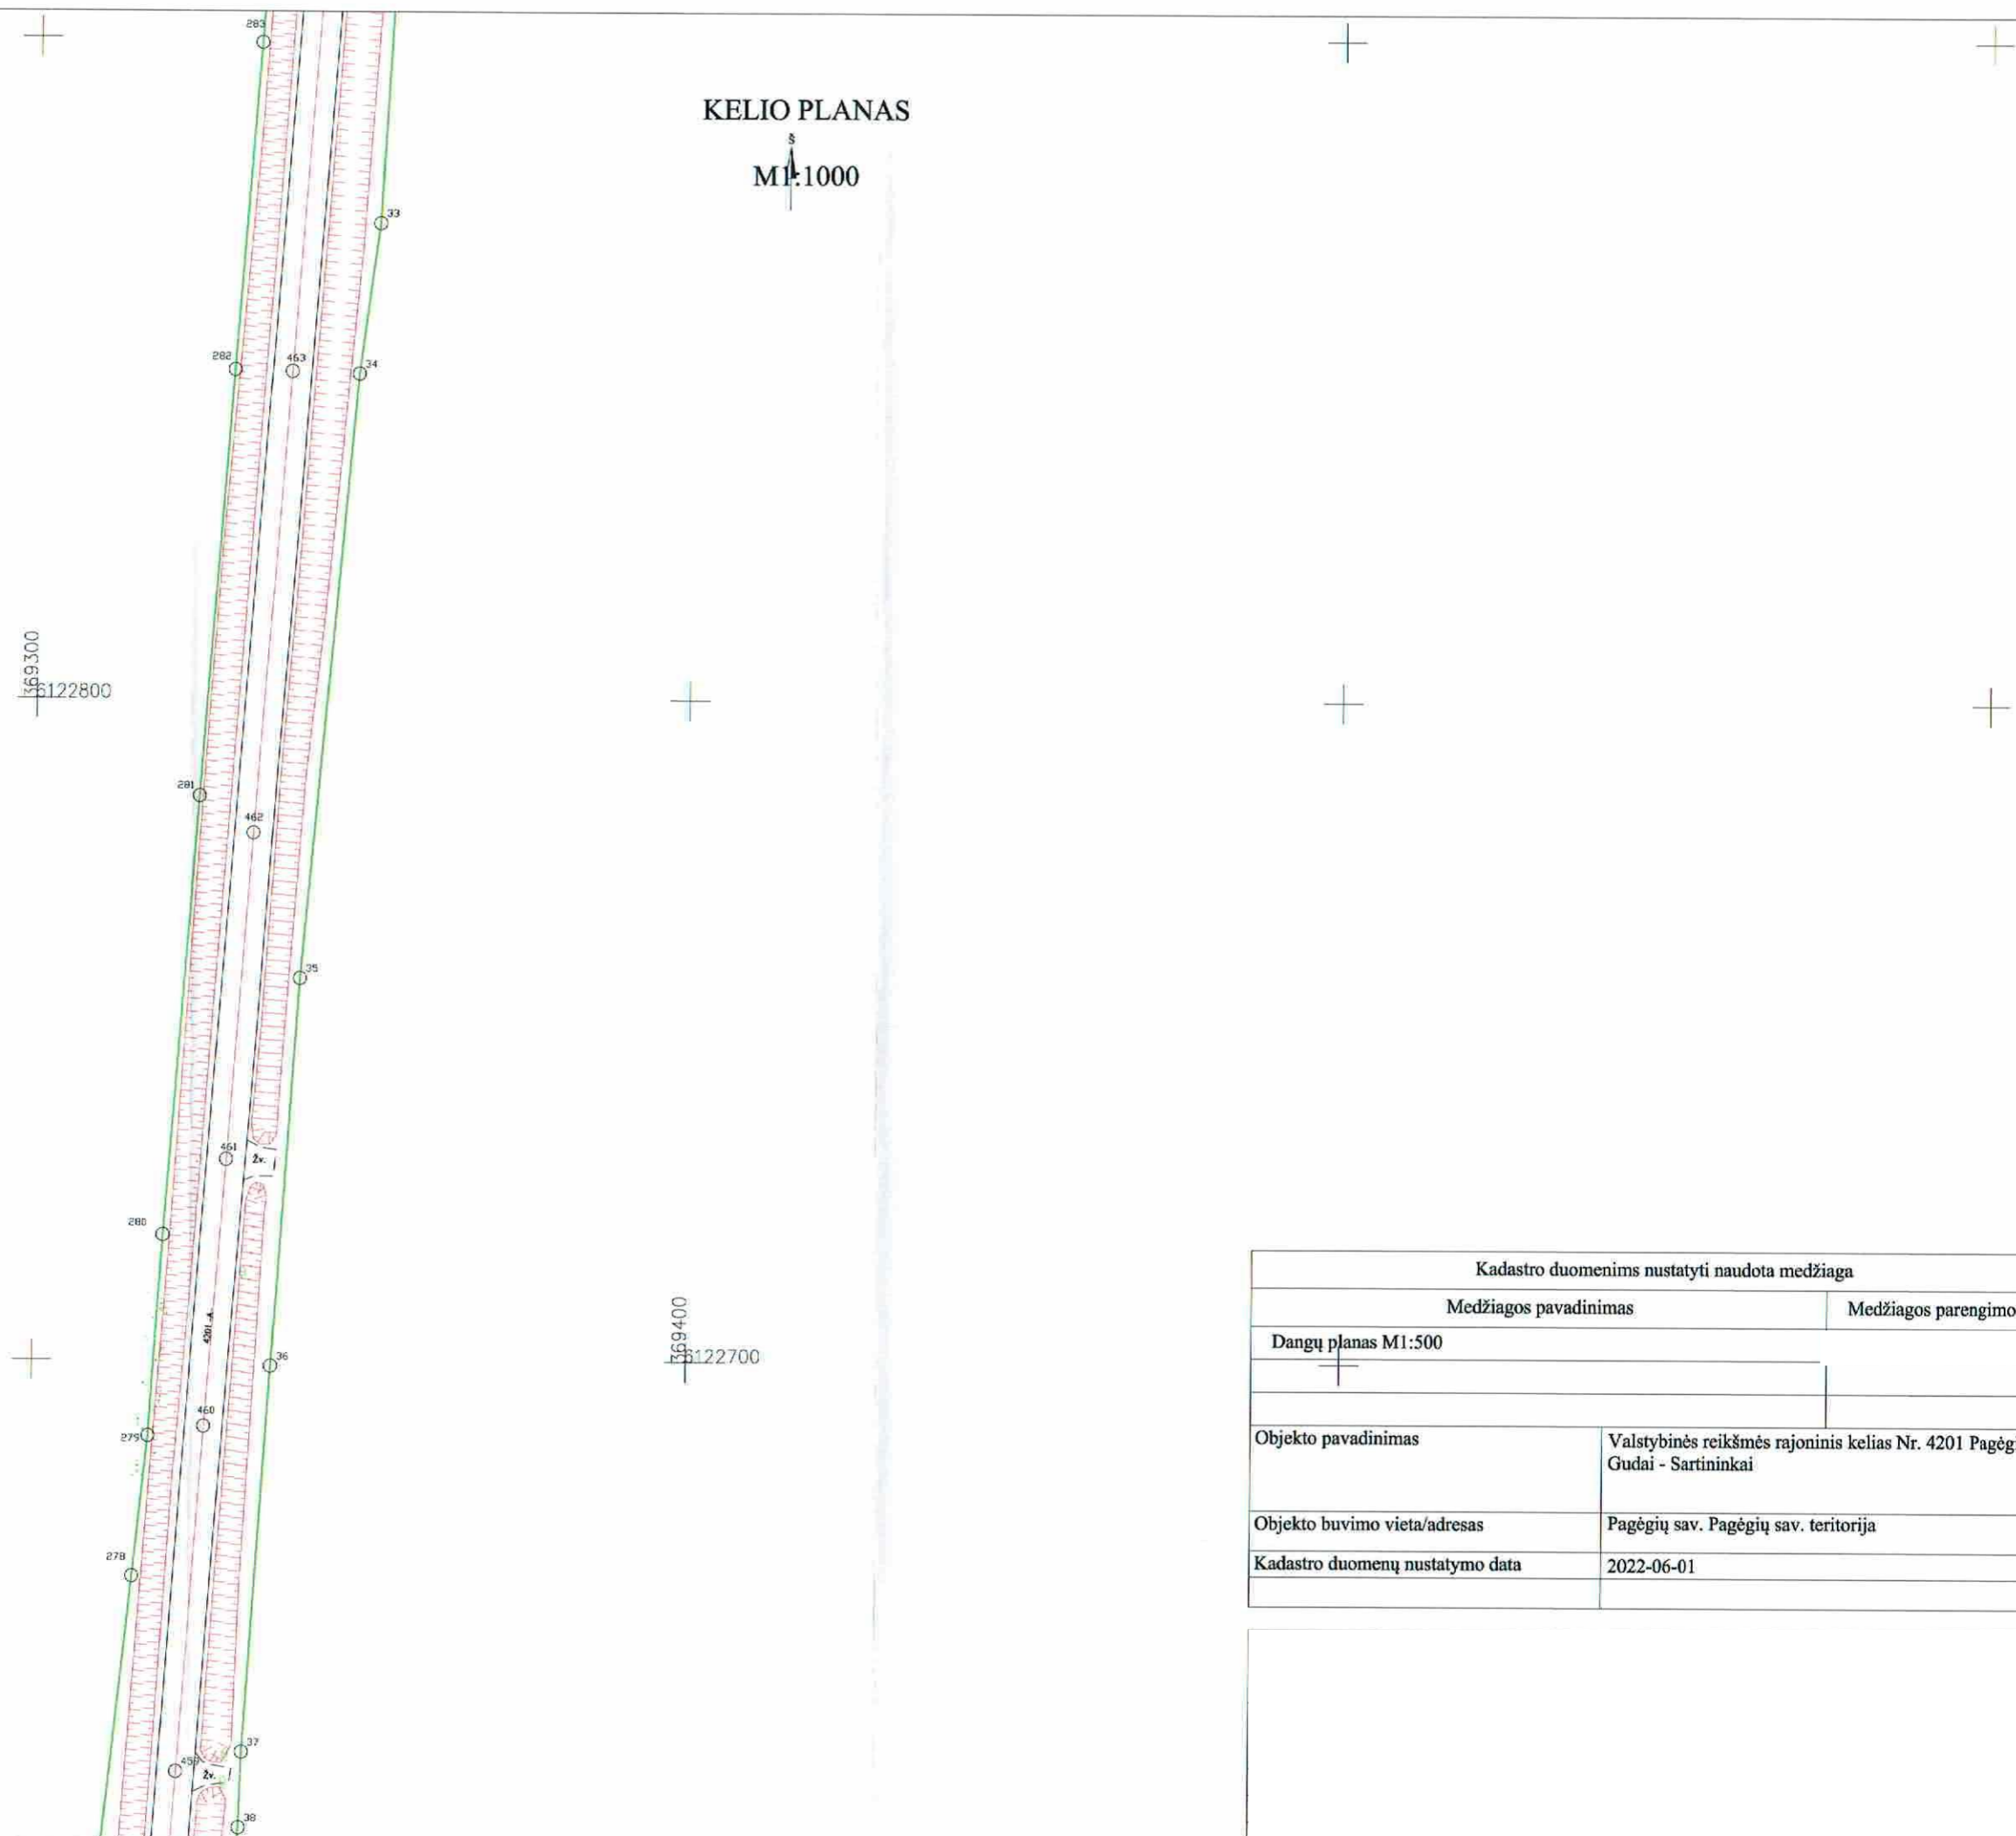 283
KELIO PLANAS
š
M1:1000
33
282
463
34
369300
6122800
281
462
35
461
Žv.
280
4201
369400
6122700
36
460
279
278
37
Žv.
38
Kadastro duomenims nustatyti naudota medžiaga
Medžiagos pavadinimas
Medžiagos parengimo
Dangų planas M1:500
Objekto pavadinimas
Valstybinės reikšmės rajoninis kelias Nr. 4201 Pagėg
Gudai - Sartininkai
Objekto buvimo vieta/adresas
Pagėgių sav. Pagėgių sav. teritorija
Kadastro duomenų nustatymo data
2022-06-01